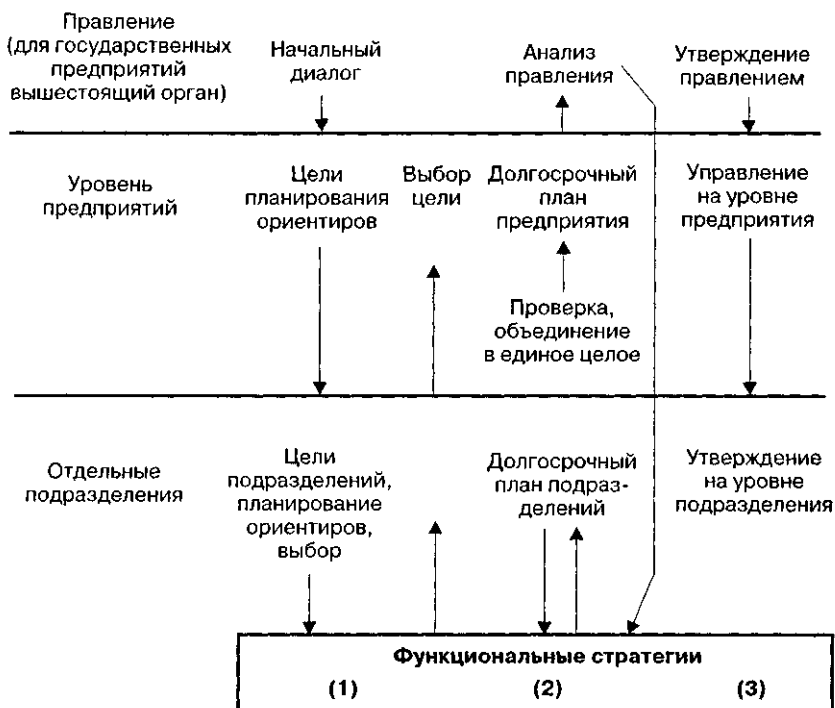 Правление
(для государственных
предприятий
вышестоящий орган)
Начальный
диалог
Анализ
правления
Утверждение
правлением
Уровень
предприятий
Цели
планирования
ориентиров
Выбор
цели
Долгосрочный
план
предприятия
Проверка,
объединение
в единое целое
Управление
на уровне
предприятия
Отдельные
подразделения
Цели
подразделений,
планирование
ориентиров,
выбор
Долгосрочный
план подраз-
делений
Утверждение
на уровне
подразделения
Функциональные стратегии
(1) (2) (3)